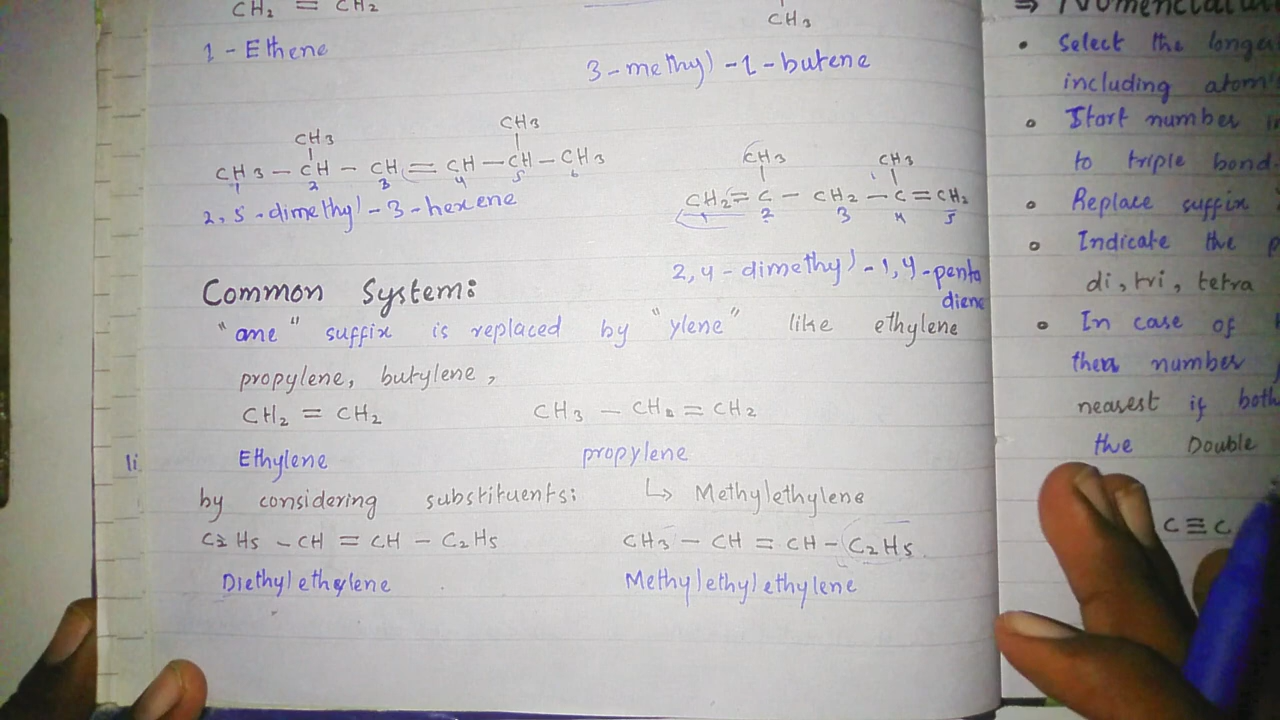 CH₂ = CH₂
1 - Ethene
CH₃
3-methyl-1-butene
CH₃
CH₃
CH₃ - CH - CH = CH - CH - CH₃
1 2 3 4 5 6
2,5-dimethyl-3-hexene
CH₃ CH₃
CH₂ = C - CH₂ - C = CH₂
1 2 3 4 5
2,4-dimethyl-1,4-penta
diene
Common System:
"ane" suffix is replaced by "ylene" like ethylene
propylene, butylene,
CH₂ = CH₂
CH₃ - CH = CH₂
Ethylene
propylene
↳ Methylethylene
by considering substituents:
C₂H₅ - CH = CH - C₂H₅
CH₃ - CH = CH - C₂H₅
Diethylethylene
Methylethylethylene
⇒
• Select the
including
• Start number
to triple bond
• Replace suffix
• Indicate the
di, tri, tetra
• In case of
then number
nearest if both
the Double
C ≡ C